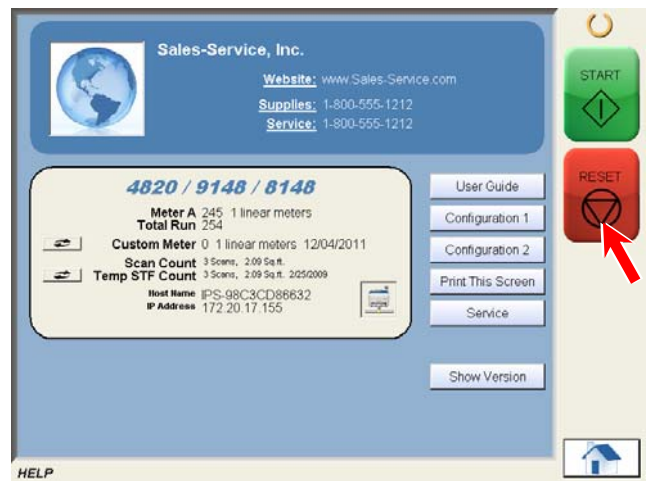 Sales-Service, Inc.
Website: www.Sales-Service.com
Supplies: 1-800-555-1212
Service: 1-800-555-1212
START
RESET
4820 / 9148 / 8148
Meter A 245 1 linear meters
Total Run 254
Custom Meter 0 1 linear meters 12/04/2011
Scan Count 3 Scans, 2.09 Sq.ft.
Temp STF Count 3 Scans, 2.09 Sq.ft. 2/25/2009
Host Name IPS-98C3CD86632
IP Address 172.20.17.155
User Guide
Configuration 1
Configuration 2
Print This Screen
Service
Show Version
HELP